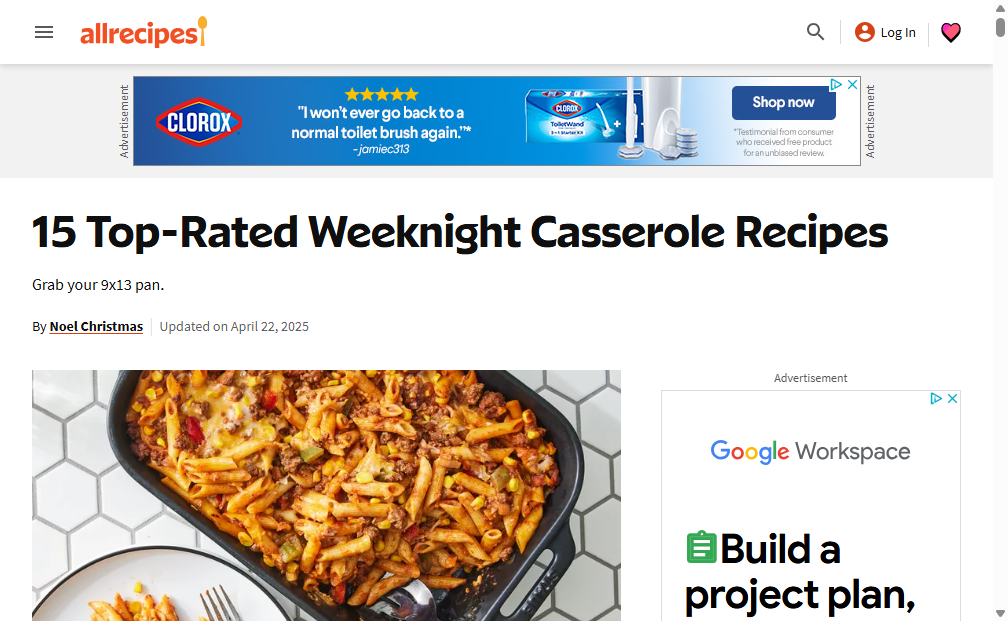 allrecipes
Log In
Advertisement
CLOROX
"I won't ever go back to a
normal toilet brush again."*
-jamiec313
CLOROX
ToiletWand
Shop now
*Testimonial from consumer
who received free product
for an unbiased review.
Advertisement
15 Top-Rated Weeknight Casserole Recipes
Grab your 9x13 pan.
By Noel Christmas
Updated on April 22, 2025
Advertisement
Google Workspace
Build a
project plan,